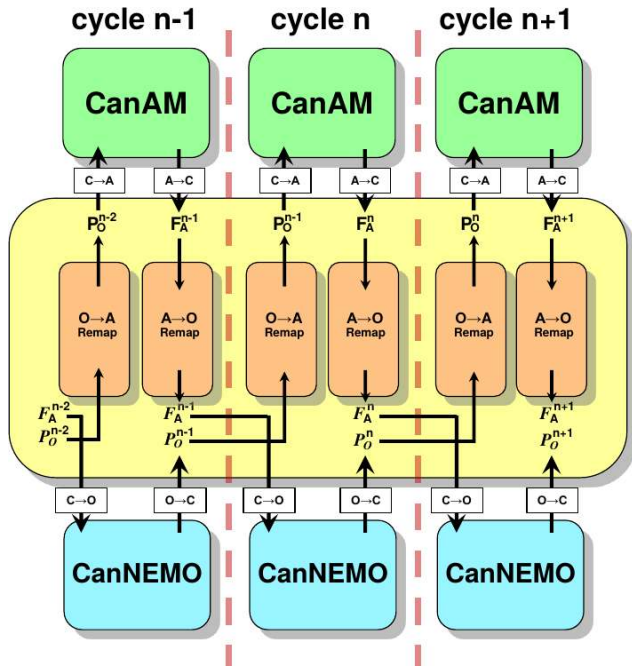 cycle n-1 cycle n cycle n+1
CanAM CanAM CanAM
C→A A→C C→A A→C C→A A→C
P_O^{n-2} F_A^{n-1} P_O^{n-1} F_A^{n} P_O^{n} F_A^{n+1}
O→A A→O O→A A→O O→A A→O
Remap Remap Remap Remap Remap Remap
F_A^{n-2} F_A^{n-1} F_A^{n} F_A^{n+1}
P_O^{n-2} P_O^{n-1} P_O^{n} P_O^{n+1}
C→O O→C C→O O→C C→O O→C
CanNEMO CanNEMO CanNEMO